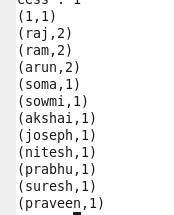 (1,1)
(raj,2)
(ram,2)
(arun,2)
(soma,1)
(sowmi,1)
(akshai,1)
(joseph,1)
(nitesh,1)
(prabhu,1)
(suresh,1)
(praveen,1)